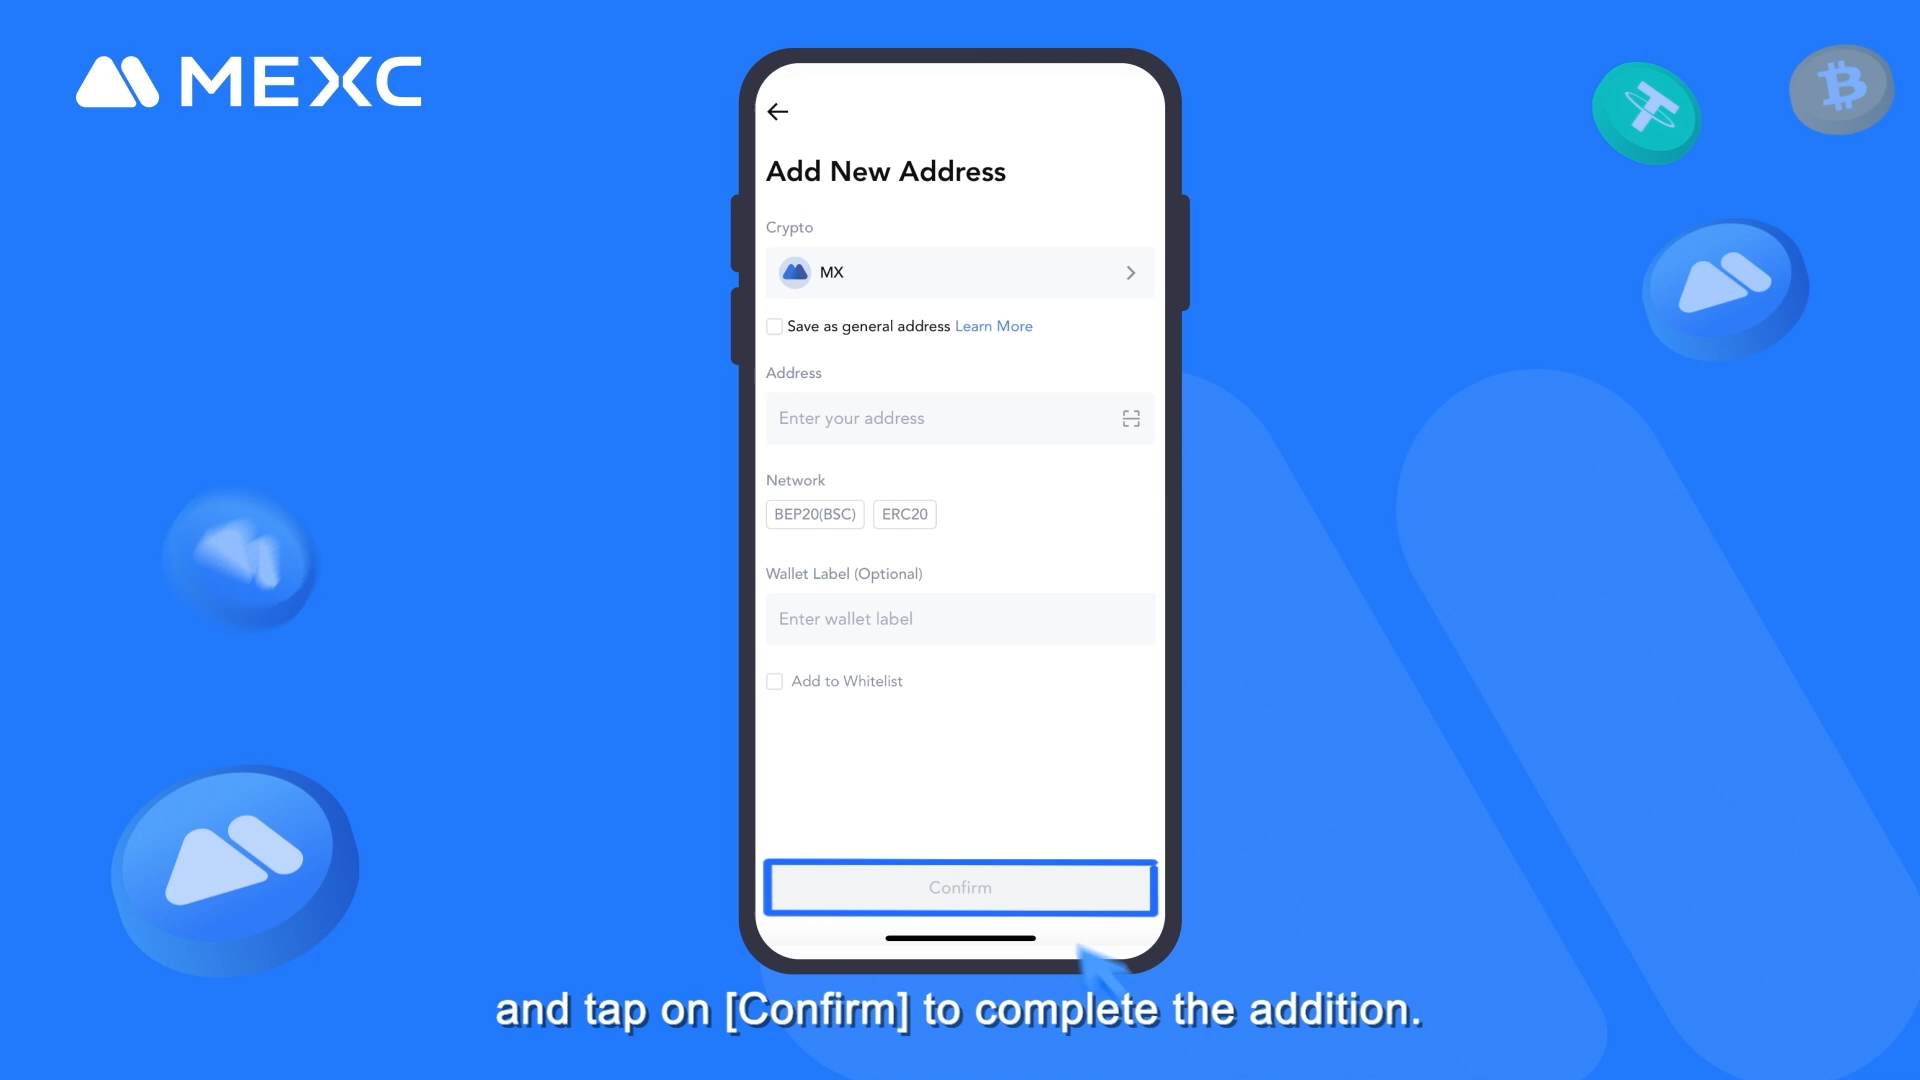 MEXC
Add New Address
Crypto
MX
Save as general address Learn More
Address
Enter your address
Network
BEP20(BSC) ERC20
Wallet Label (Optional)
Enter wallet label
Add to Whitelist
Confirm
and tap on [Confirm] to complete the addition.